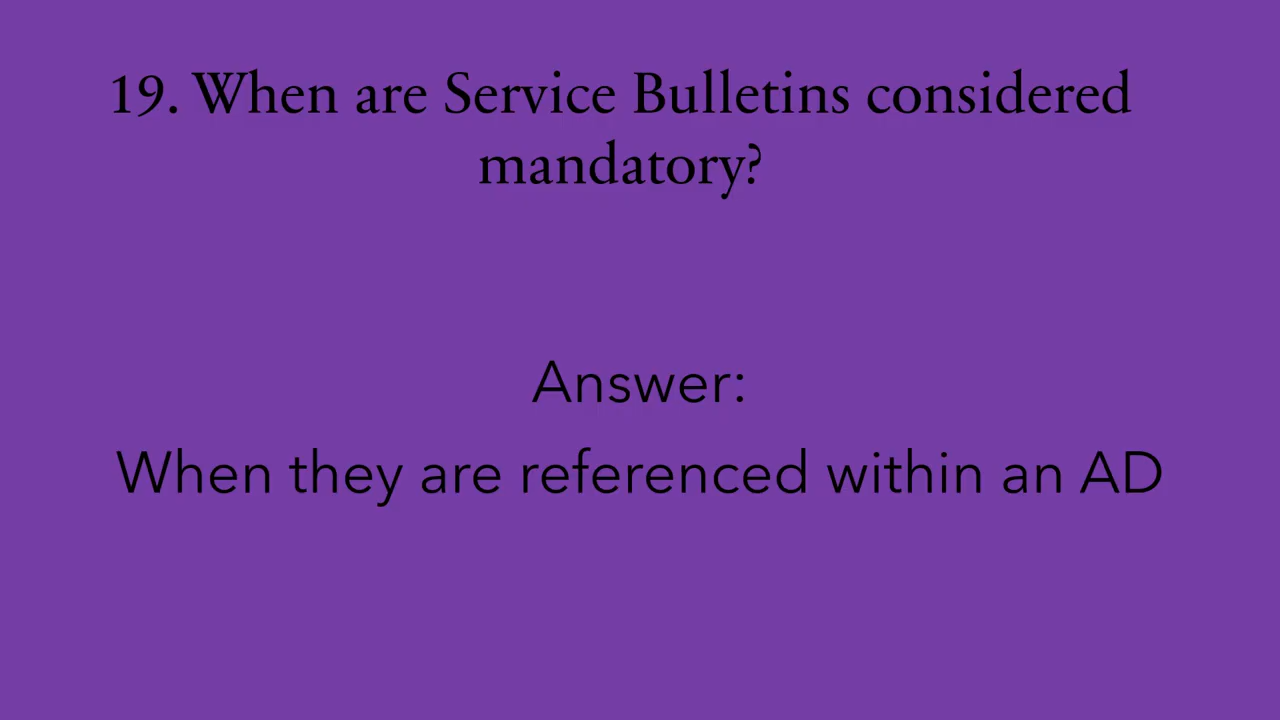 19. When are Service Bulletins considered
mandatory?
Answer:
When they are referenced within an AD